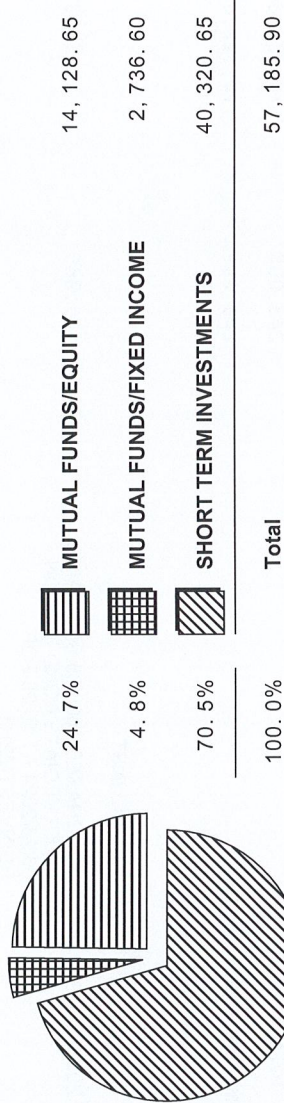 24. 7% MUTUAL FUNDS/EQUITY 14, 128. 65
4. 8% MUTUAL FUNDS/FIXED INCOME 2, 736. 60
70. 5% SHORT TERM INVESTMENTS 40, 320. 65
100. 0% Total 57, 185. 90